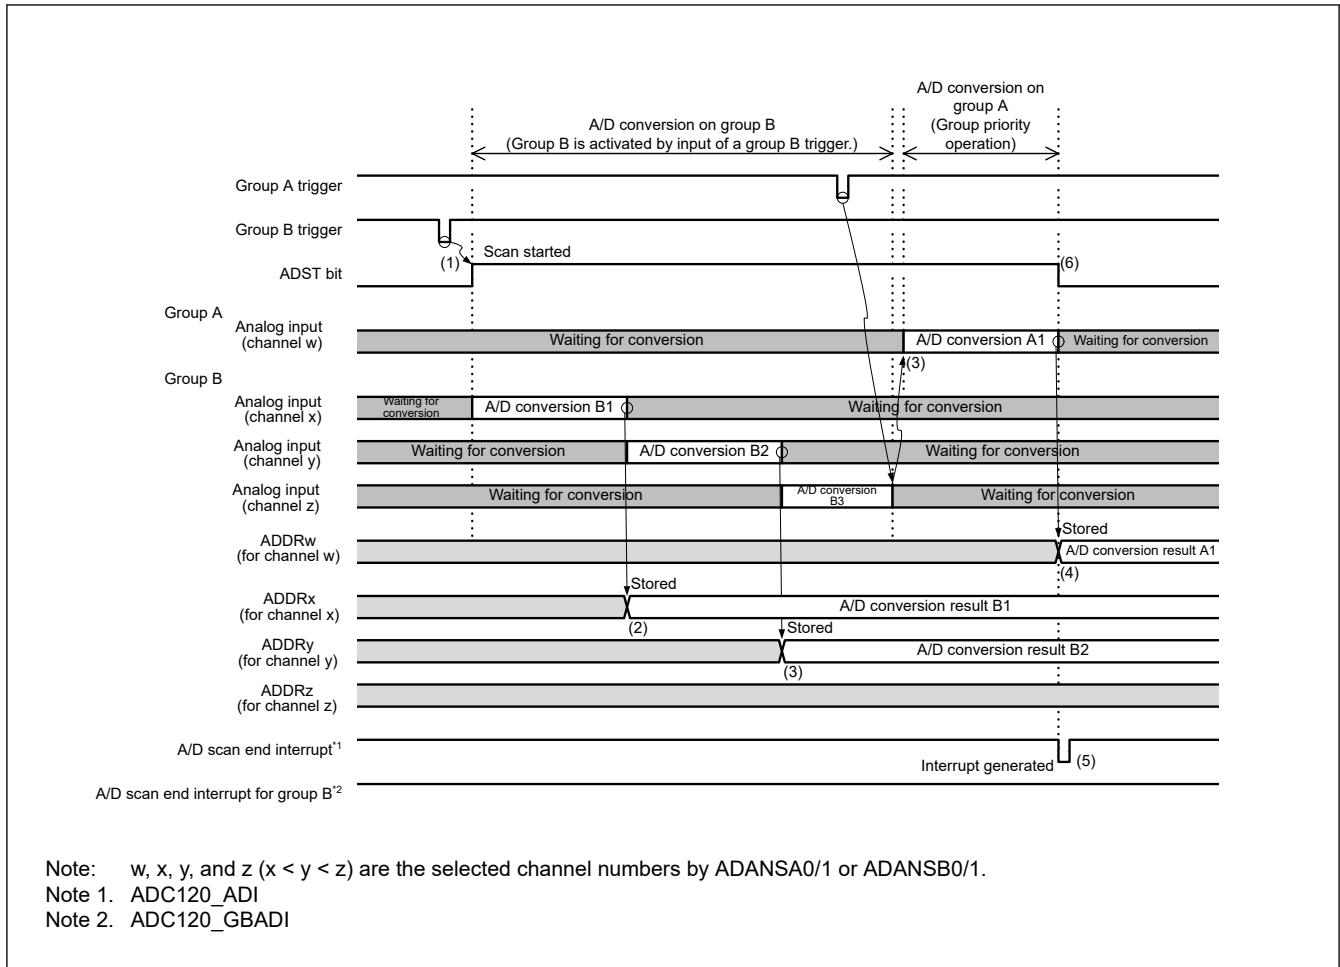 A/D conversion on
group A
(Group priority
operation)
A/D conversion on group B
(Group B is activated by input of a group B trigger.)
Group A trigger
Group B trigger
(1)
Scan started
ADST bit
(6)
Group A
Analog input
(channel w)
Waiting for conversion
A/D conversion A1
Waiting for conversion
(3)
Group B
Analog input
(channel x)
Waiting for
conversion
A/D conversion B1
Waiting for conversion
Analog input
(channel y)
Waiting for conversion
A/D conversion B2
Waiting for conversion
Analog input
(channel z)
Waiting for conversion
A/D conversion
B3
Waiting for conversion
Stored
ADDRw
(for channel w)
A/D conversion result A1
(4)
Stored
ADDRx
(for channel x)
A/D conversion result B1
(2)
Stored
ADDRy
(for channel y)
A/D conversion result B2
(3)
ADDRz
(for channel z)
A/D scan end interrupt*1
Interrupt generated
(5)
A/D scan end interrupt for group B*2
Note: w, x, y, and z (x < y < z) are the selected channel numbers by ADANSA0/1 or ADANSB0/1.
Note 1. ADC120_ADI
Note 2. ADC120_GBADI